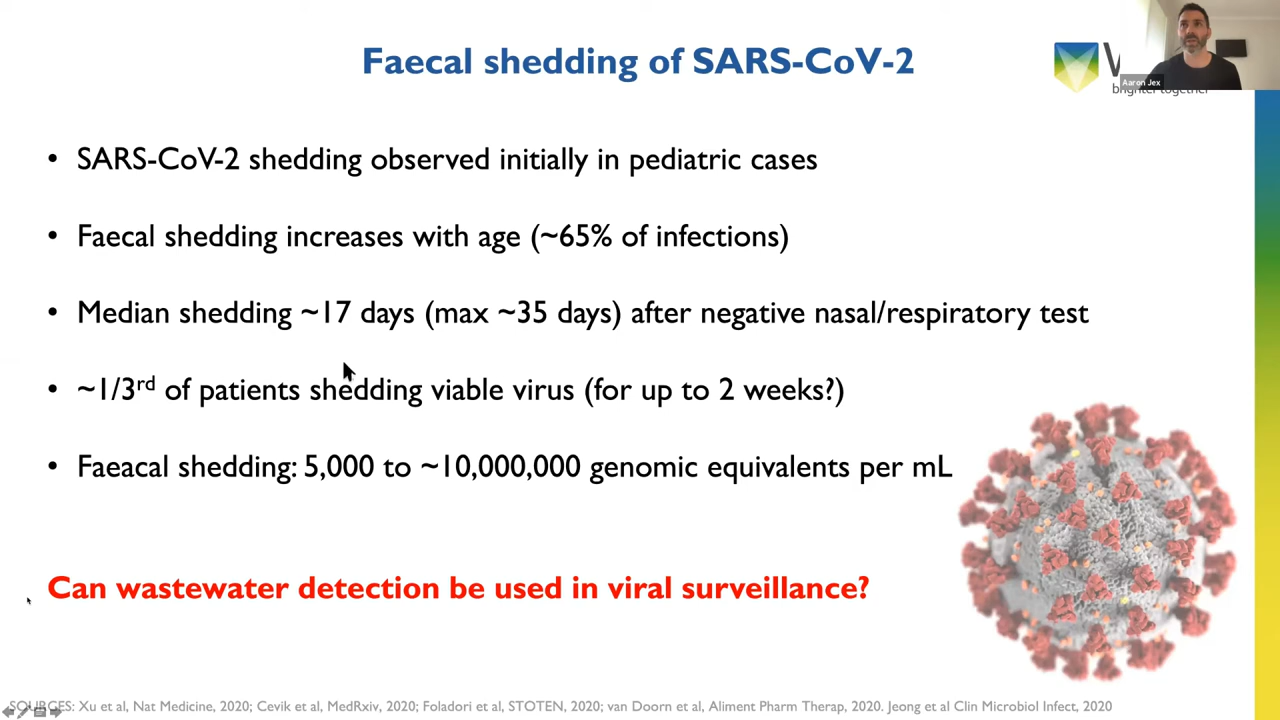 Faecal shedding of SARS-CoV-2
V
Aaron Jex
brighter together
• SARS-CoV-2 shedding observed initially in pediatric cases
• Faecal shedding increases with age (~65% of infections)
• Median shedding ~17 days (max ~35 days) after negative nasal/respiratory test
• ~1/3rd of patients shedding viable virus (for up to 2 weeks?)
• Faeacal shedding: 5,000 to ~10,000,000 genomic equivalents per mL
Can wastewater detection be used in viral surveillance?
SOURCES: Xu et al, Nat Medicine, 2020; Cevik et al, MedRxiv, 2020; Foladori et al, STOTEN, 2020; van Doorn et al, Aliment Pharm Therap, 2020. Jeong et al Clin Microbiol Infect, 2020